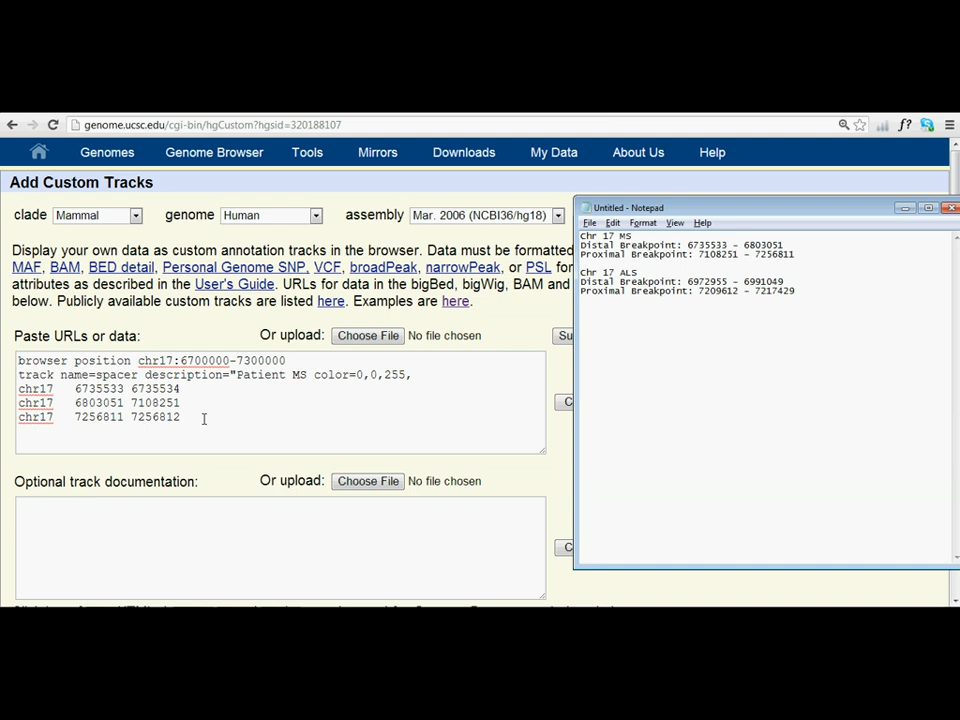 genome.ucsc.edu/cgi-bin/hgCustom?hgsid=320188107
f?
Genomes Genome Browser Tools Mirrors Downloads My Data About Us Help
Add Custom Tracks
clade Mammal genome Human assembly Mar. 2006 (NCBI36/hg18)
Display your own data as custom annotation tracks in the browser. Data must be formatted
MAF, BAM, BED detail, Personal Genome SNP, VCF, broadPeak, narrowPeak, or PSL for
attributes as described in the User's Guide. URLs for data in the bigBed, bigWig, BAM and
below. Publicly available custom tracks are listed here. Examples are here.
Paste URLs or data: Or upload: Choose File No file chosen Su
browser position chr17:6700000-7300000
track name=spacer description="Patient MS color=0,0,255,
chr17 6735533 6735534
chr17 6803051 7108251
chr17 7256811 7256812
C
Optional track documentation: Or upload: Choose File No file chosen
C
Untitled - Notepad
File Edit Format View Help
Chr 17 MS
Distal Breakpoint: 6735533 - 6803051
Proximal Breakpoint: 7108251 - 7256811
Chr 17 ALS
Distal Breakpoint: 6972955 - 6991049
Proximal Breakpoint: 7209612 - 7217429